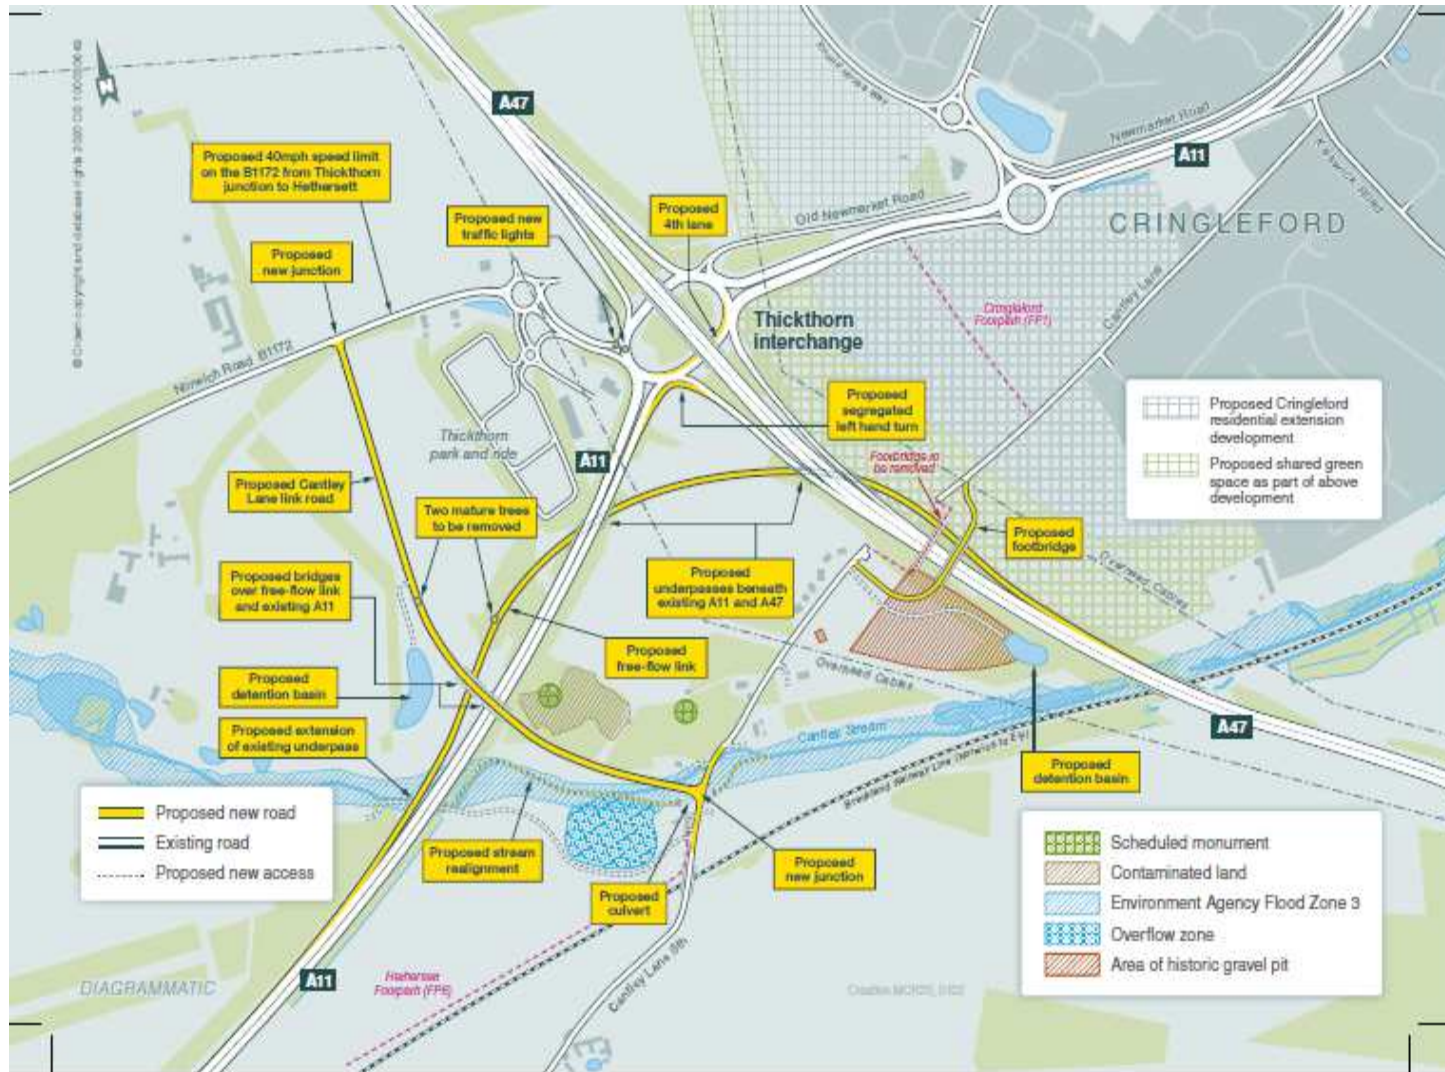 A47
Proposed 40mph speed limit
on the B1172 from Thickthorn
junction to Hethersett
Proposed new
traffic lights
Proposed
4th lane
Proposed
new junction
Old Newmarket Road
Newmarket Road
A11
CRINGLEFORD
Cantley Lane
Cringleford
Footpath (FP1)
Thickthorn
interchange
Norwich Road B1172
Thickthorn
park and ride
A11
Proposed
segregated
left hand turn
Footbridge to
be removed
Proposed Cringleford
residential extension
development
Proposed shared green
space as part of above
development
Proposed Cantley
Lane link road
Two mature trees
to be removed
Proposed
footbridge
Overhead Cables
Proposed bridges
over free-flow link
and existing A11
Proposed
underpasses beneath
existing A11 and A47
Proposed
free-flow link
Overhead Cables
Proposed
detention basin
Proposed extension
of existing underpass
Cantley Stream
A47
Proposed
detention basin
Proposed new road
Existing road
Proposed new access
Proposed stream
realignment
Proposed
culvert
Proposed
new junction
Scheduled monument
Contaminated land
Environment Agency Flood Zone 3
Overflow zone
Area of historic gravel pit
A11
Footpath (FP6)
Cantley Lane Sth
DIAGRAMMATIC